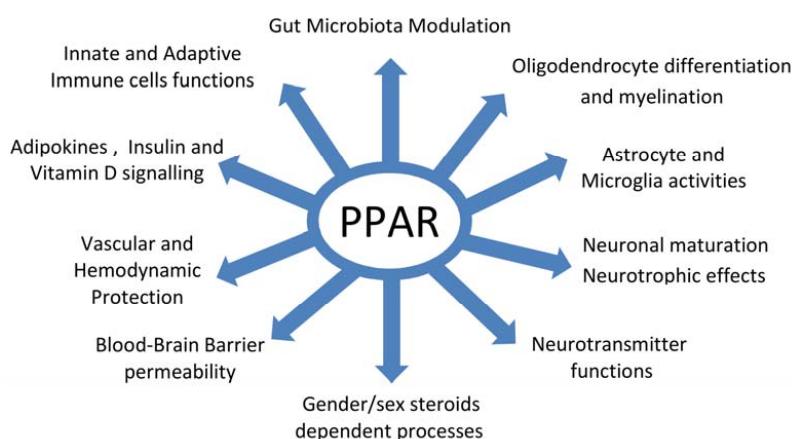 Gut Microbiota Modulation
Innate and Adaptive
Immune cells functions
Oligodendrocyte differentiation
and myelination
Adipokines , Insulin and
Vitamin D signalling
Astrocyte and
Microglia activities
PPAR
Vascular and
Hemodynamic
Protection
Neuronal maturation
Neurotrophic effects
Blood-Brain Barrier
permeability
Neurotransmitter
functions
Gender/sex steroids
dependent processes